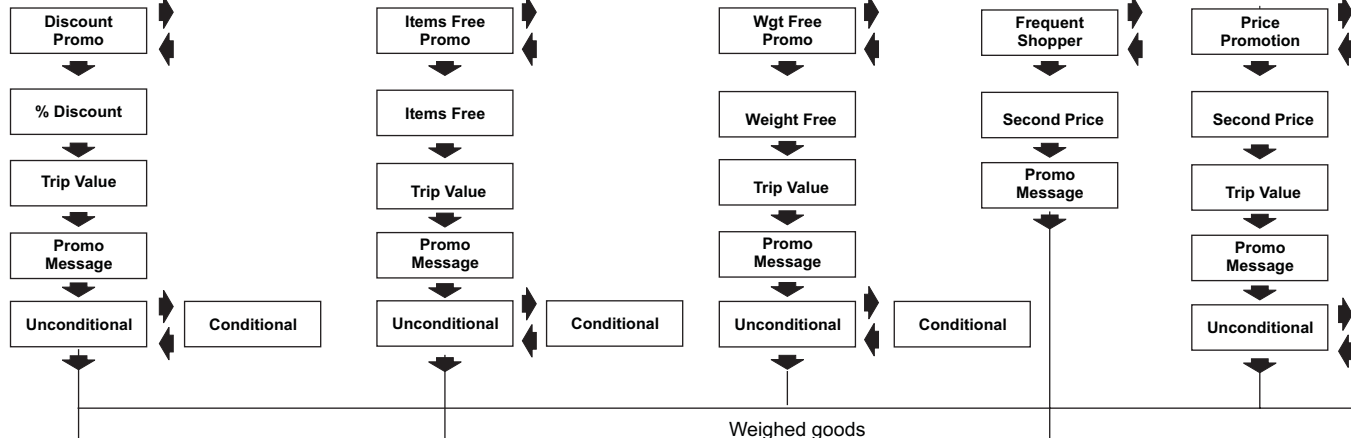 Discount
Promo
Items Free
Promo
Wgt Free
Promo
Frequent
Shopper
Price
Promotion
% Discount
Items Free
Weight Free
Second Price
Second Price
Trip Value
Trip Value
Trip Value
Promo
Message
Trip Value
Promo
Message
Promo
Message
Promo
Message
Promo
Message
Unconditional
Conditional
Unconditional
Conditional
Unconditional
Conditional
Unconditional
Weighed goods